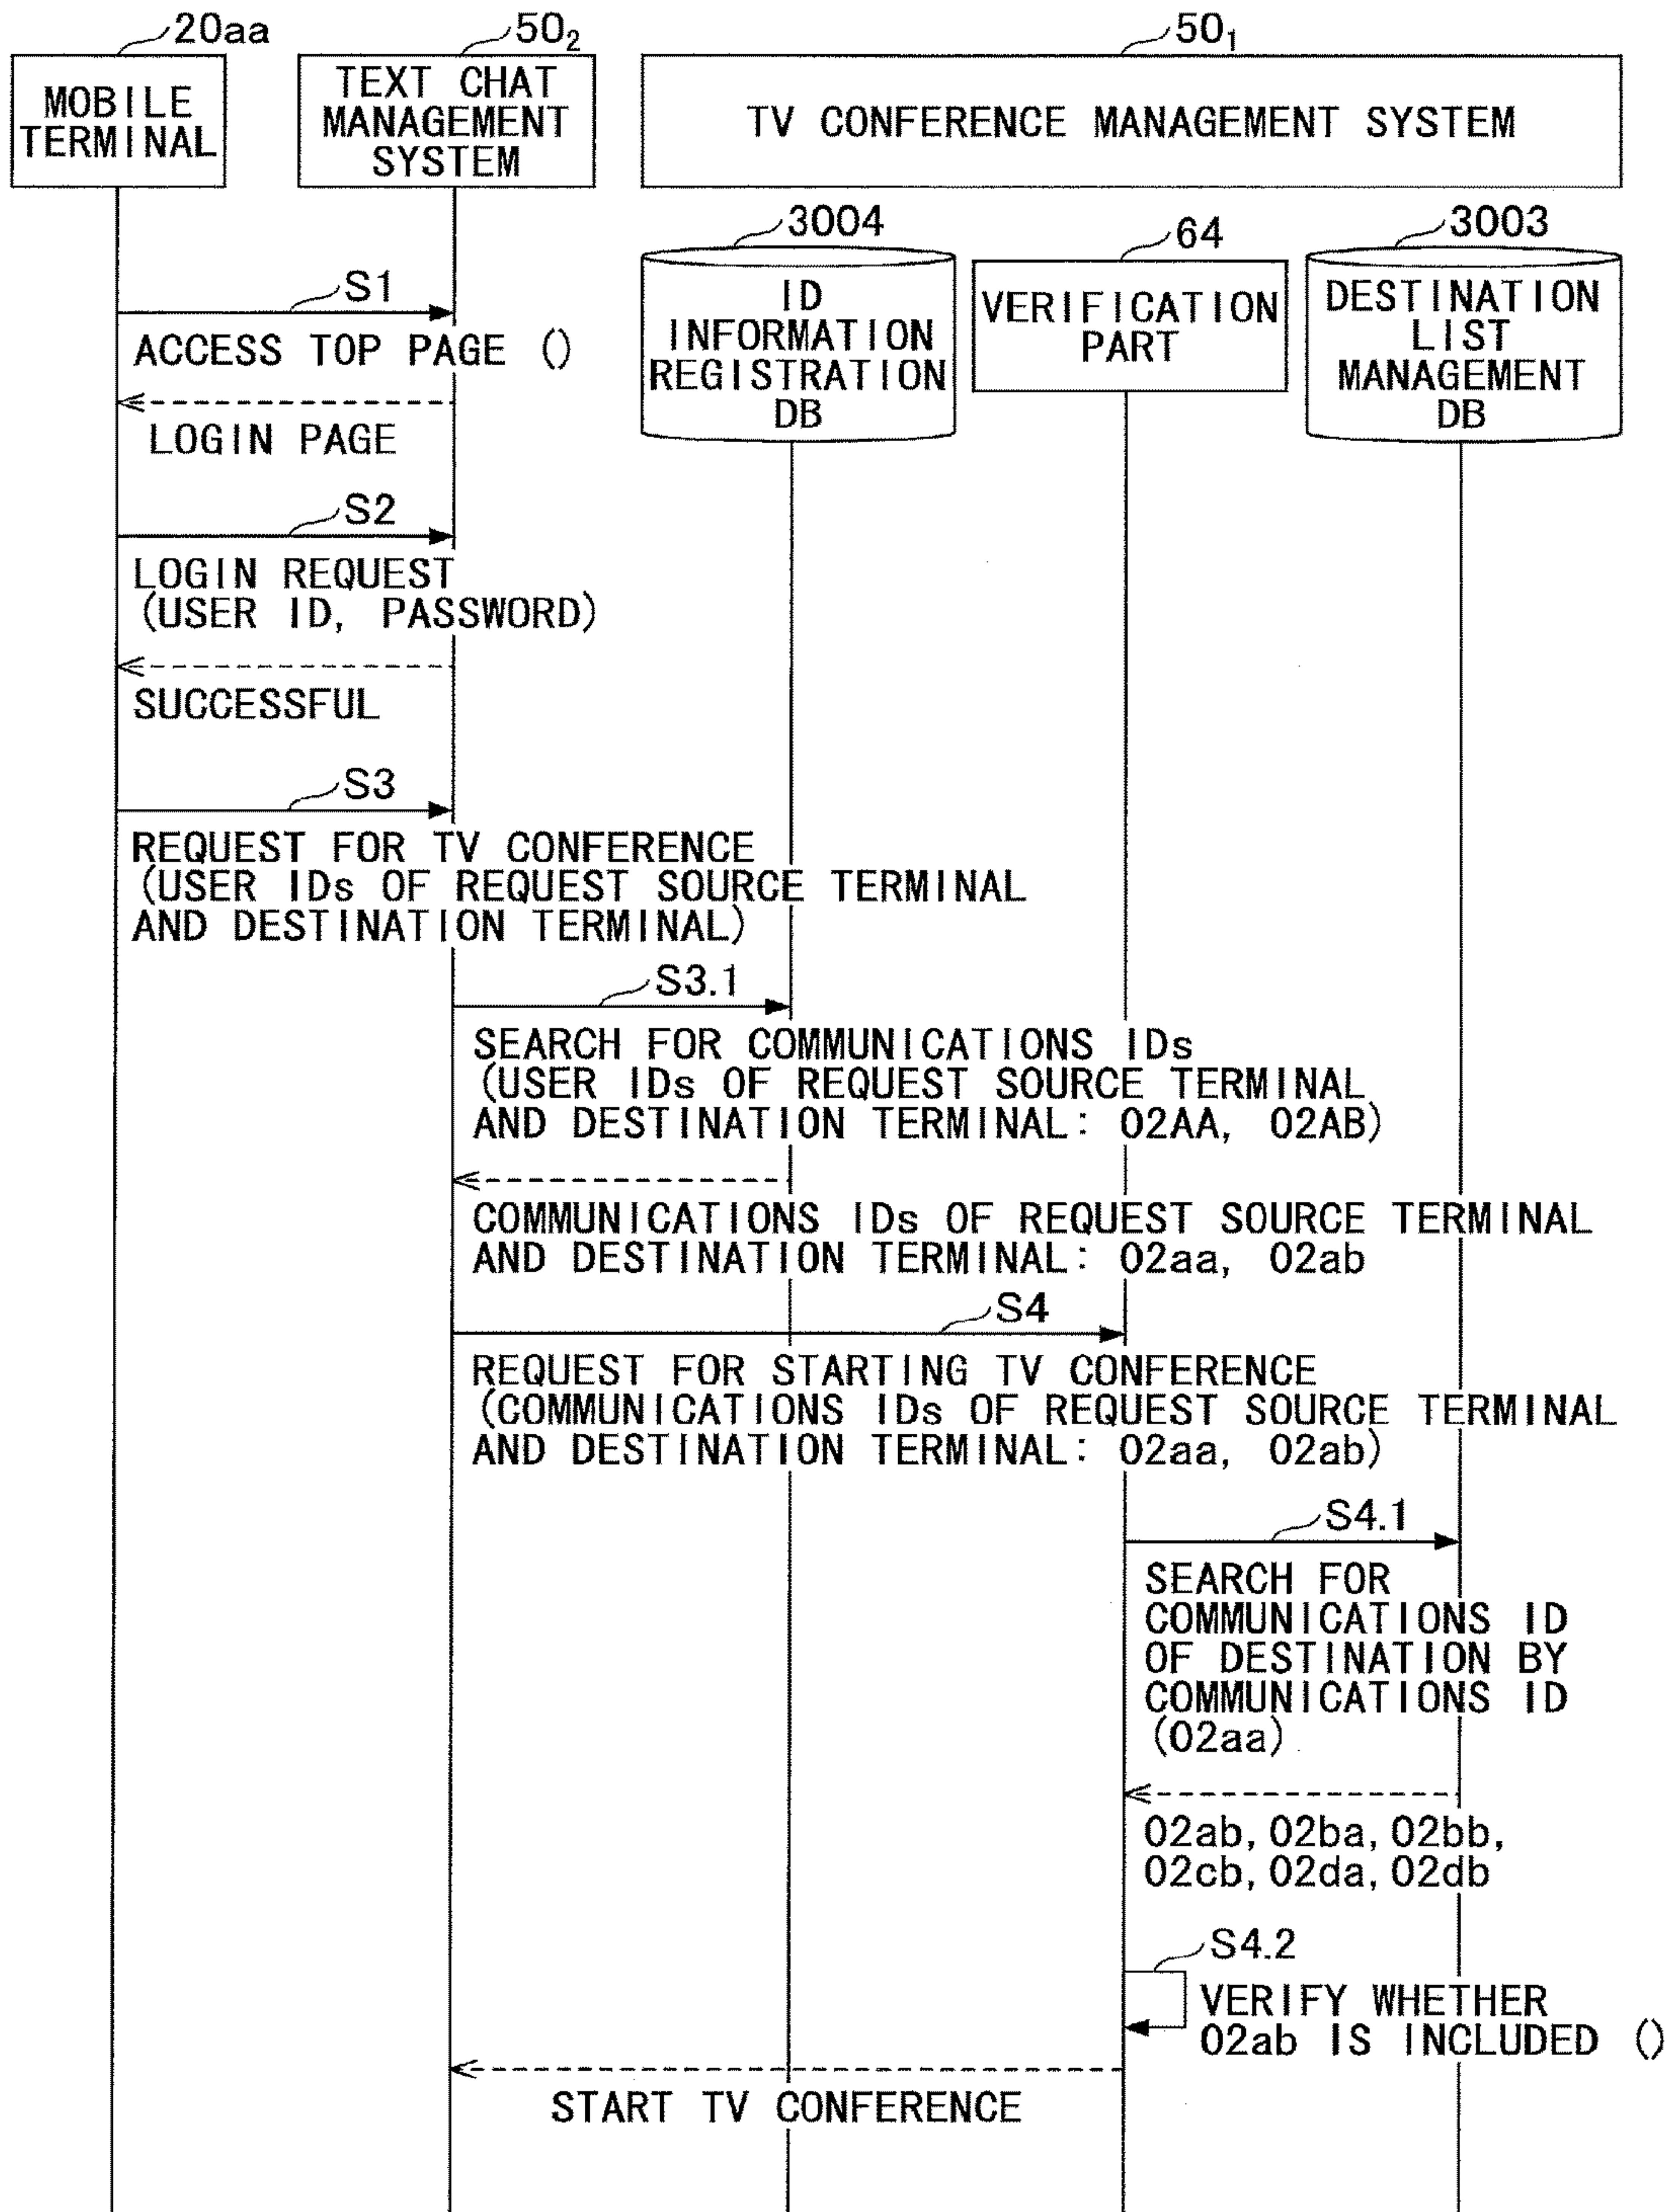 20aa
50₂
50₁
MOBILE
TERMINAL
TEXT CHAT
MANAGEMENT
SYSTEM
TV CONFERENCE MANAGEMENT SYSTEM
3004
64
3003
ID
INFORMATION
REGISTRATION
DB
VERIFICATION
PART
DESTINATION
LIST
MANAGEMENT
DB
S1
ACCESS TOP PAGE ()
LOGIN PAGE
S2
LOGIN REQUEST
(USER ID, PASSWORD)
SUCCESSFUL
S3
REQUEST FOR TV CONFERENCE
(USER IDs OF REQUEST SOURCE TERMINAL
AND DESTINATION TERMINAL)
S3.1
SEARCH FOR COMMUNICATIONS IDs
(USER IDs OF REQUEST SOURCE TERMINAL
AND DESTINATION TERMINAL: 02AA, 02AB)
COMMUNICATIONS IDs OF REQUEST SOURCE TERMINAL
AND DESTINATION TERMINAL: 02aa, 02ab
S4
REQUEST FOR STARTING TV CONFERENCE
(COMMUNICATIONS IDs OF REQUEST SOURCE TERMINAL
AND DESTINATION TERMINAL: 02aa, 02ab)
S4.1
SEARCH FOR
COMMUNICATIONS ID
OF DESTINATION BY
COMMUNICATIONS ID
(02aa)
02ab, 02ba, 02bb,
02cb, 02da, 02db
S4.2
VERIFY WHETHER
02ab IS INCLUDED ()
START TV CONFERENCE